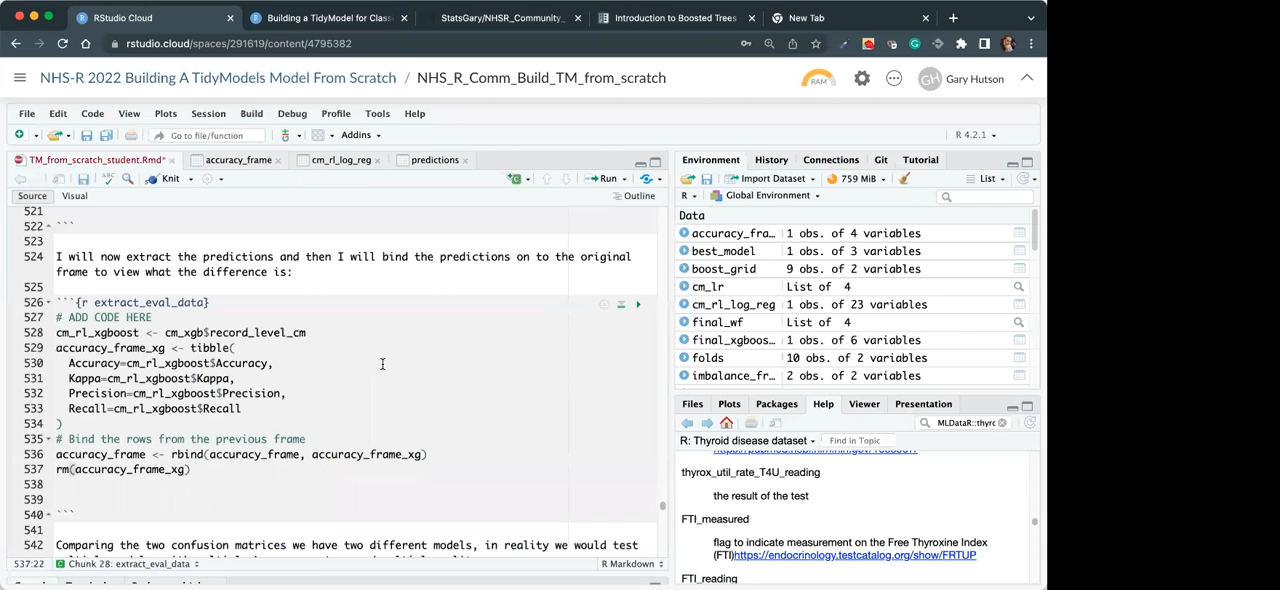 RStudio Cloud
Building a TidyModel for Class
StatsGary/NHSR_Community_
Introduction to Boosted Trees
New Tab
rstudio.cloud/spaces/291619/content/4795382
NHS-R 2022 Building A TidyModels Model From Scratch / NHS_R_Comm_Build_TM_from_scratch
RAM
GH Gary Hutson
File Edit Code View Plots Session Build Debug Profile Tools Help
Go to file/function
Addins
R 4.2.1
TM_from_scratch_student.Rmd*
accuracy_frame
cm_rl_log_reg
predictions
ABC
Knit
Run
Source Visual
Outline
521
522 ```
523
524 I will now extract the predictions and then I will bind the predictions on to the original
frame to view what the difference is:
525
526 ```{r extract_eval_data}
527 # ADD CODE HERE
528 cm_rl_xgboost <- cm_xgb$record_level_cm
529 accuracy_frame_xg <- tibble(
530 Accuracy=cm_rl_xgboost$Accuracy,
531 Kappa=cm_rl_xgboost$Kappa,
532 Precision=cm_rl_xgboost$Precision,
533 Recall=cm_rl_xgboost$Recall
534 )
535 # Bind the rows from the previous frame
536 accuracy_frame <- rbind(accuracy_frame, accuracy_frame_xg)
537 rm(accuracy_frame_xg)
538
539
540 ```
541
542 Comparing the two confusion matrices we have two different models, in reality we would test
537:22 Chunk 28: extract_eval_data
R Markdown
Environment History Connections Git Tutorial
Import Dataset
759 MiB
List
R
Global Environment
Data
accuracy_fra… 1 obs. of 4 variables
best_model 1 obs. of 3 variables
boost_grid 9 obs. of 2 variables
cm_lr List of 4
cm_rl_log_reg 1 obs. of 23 variables
final_wf List of 4
final_xgboos… 1 obs. of 6 variables
folds 10 obs. of 2 variables
imbalance_fr… 2 obs. of 2 variables
Files Plots Packages Help Viewer Presentation
MLDataR::thyrc
R: Thyroid disease dataset
Find in Topic
thyrox_util_rate_T4U_reading
the result of the test
FTI_measured
flag to indicate measurement on the Free Thyroxine Index
(FTI)https://endocrinology.testcatalog.org/show/FRTUP
FTI_reading